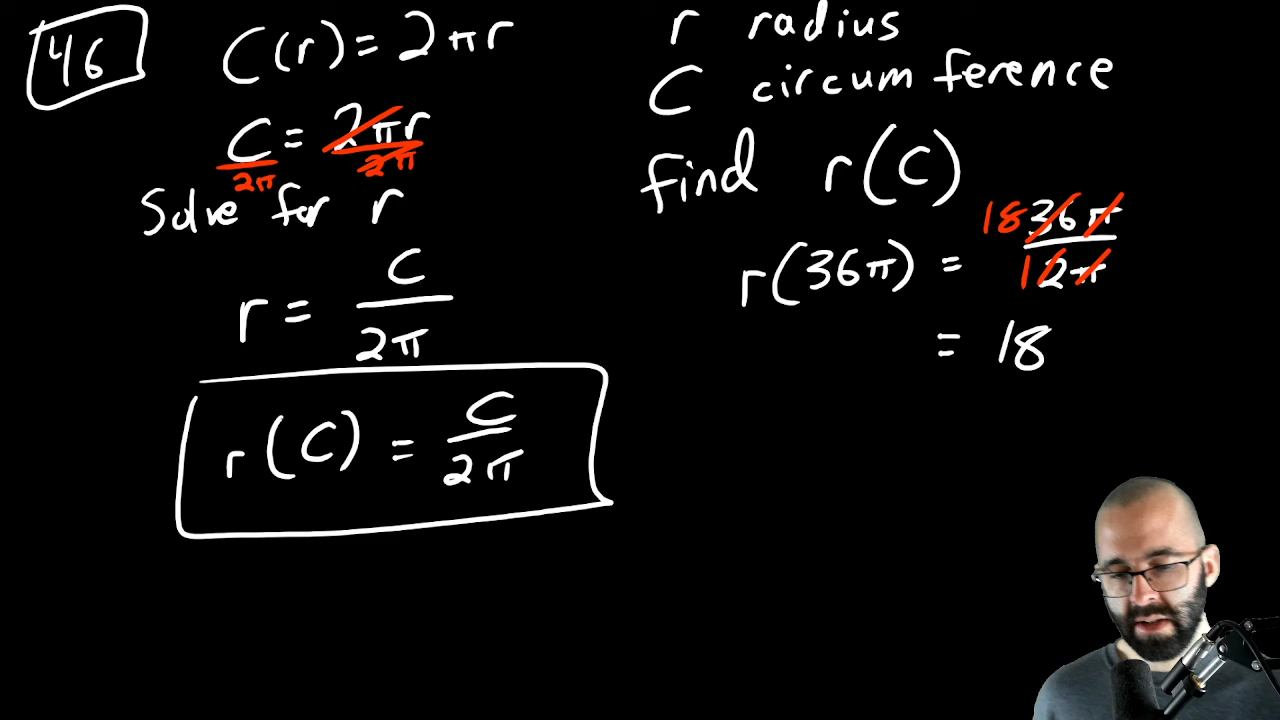 46
C(r) = 2πr
C/2π = 2πr/2π
Solve for r
r = C/2π
r(C) = C/2π
r radius
C circumference
find r(C)
r(36π) = 18 36π/1 2π
= 18